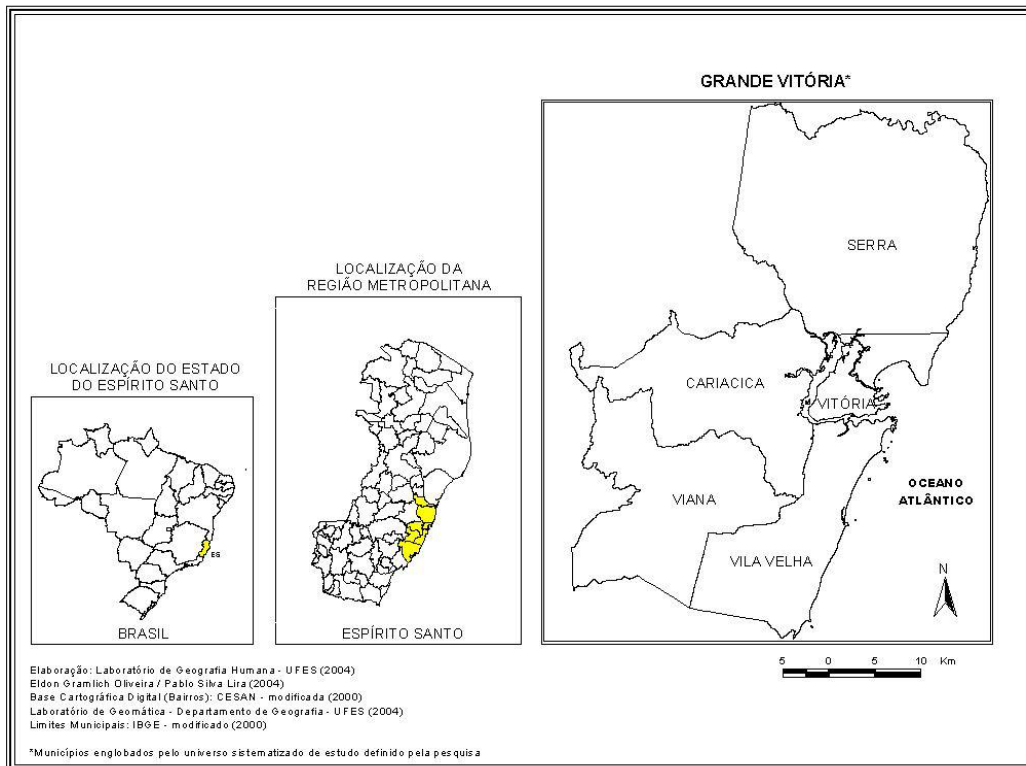 GRANDE VITÓRIA*
SERRA
CARIACICA
VITÓRIA
VIANA
VILA VELHA
OCEANO
ATLÂNTICO
N
5 0 5 10 Km
LOCALIZAÇÃO DA
REGIÃO METROPOLITANA
ESPÍRITO SANTO
LOCALIZAÇÃO DO ESTADO
DO ESPÍRITO SANTO
ES
BRASIL
Elaboração: Laboratório de Geografia Humana - UFES (2004)
Eldon Gramlich Oliveira / Pablo Silva Lira (2004)
Base Cartográfica Digital (Bairros): CESAN - modificada (2000)
Laboratório de Geomática - Departamento de Geografia - UFES (2004)
Limites Municipais: IBGE - modificado (2000)
*Municípios englobados pelo universo sistematizado de estudo definido pela pesquisa